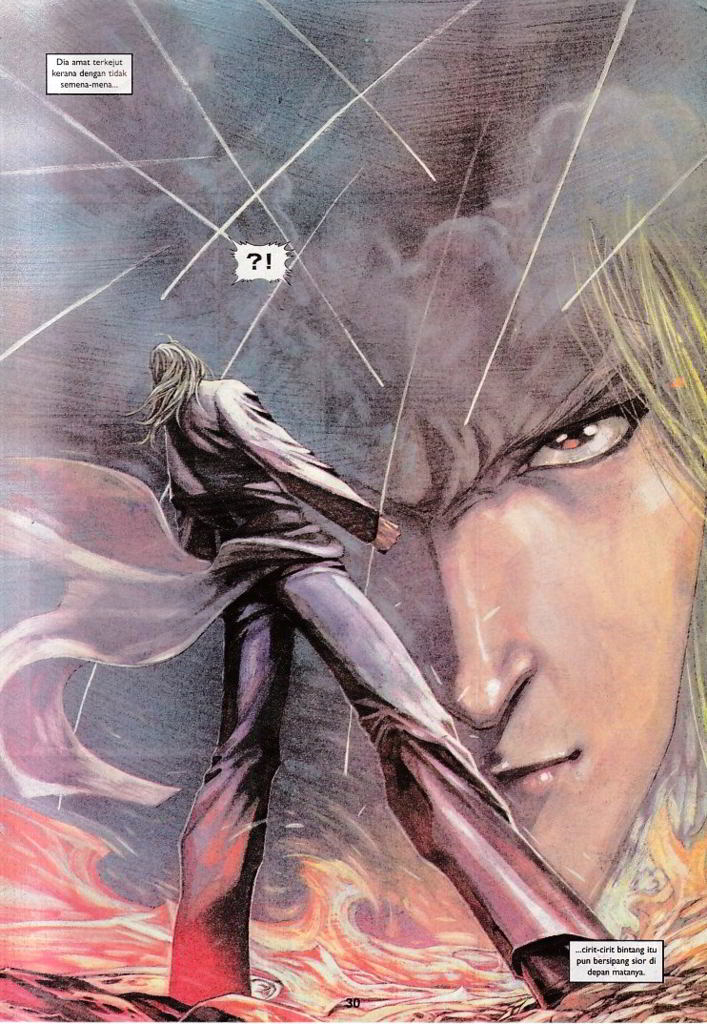 Dia amat terkejut
kerana dengan tidak
semena-mena...
?!
...cirit-cirit bintang itu
pun bersipang sior di
depan matanya.
30